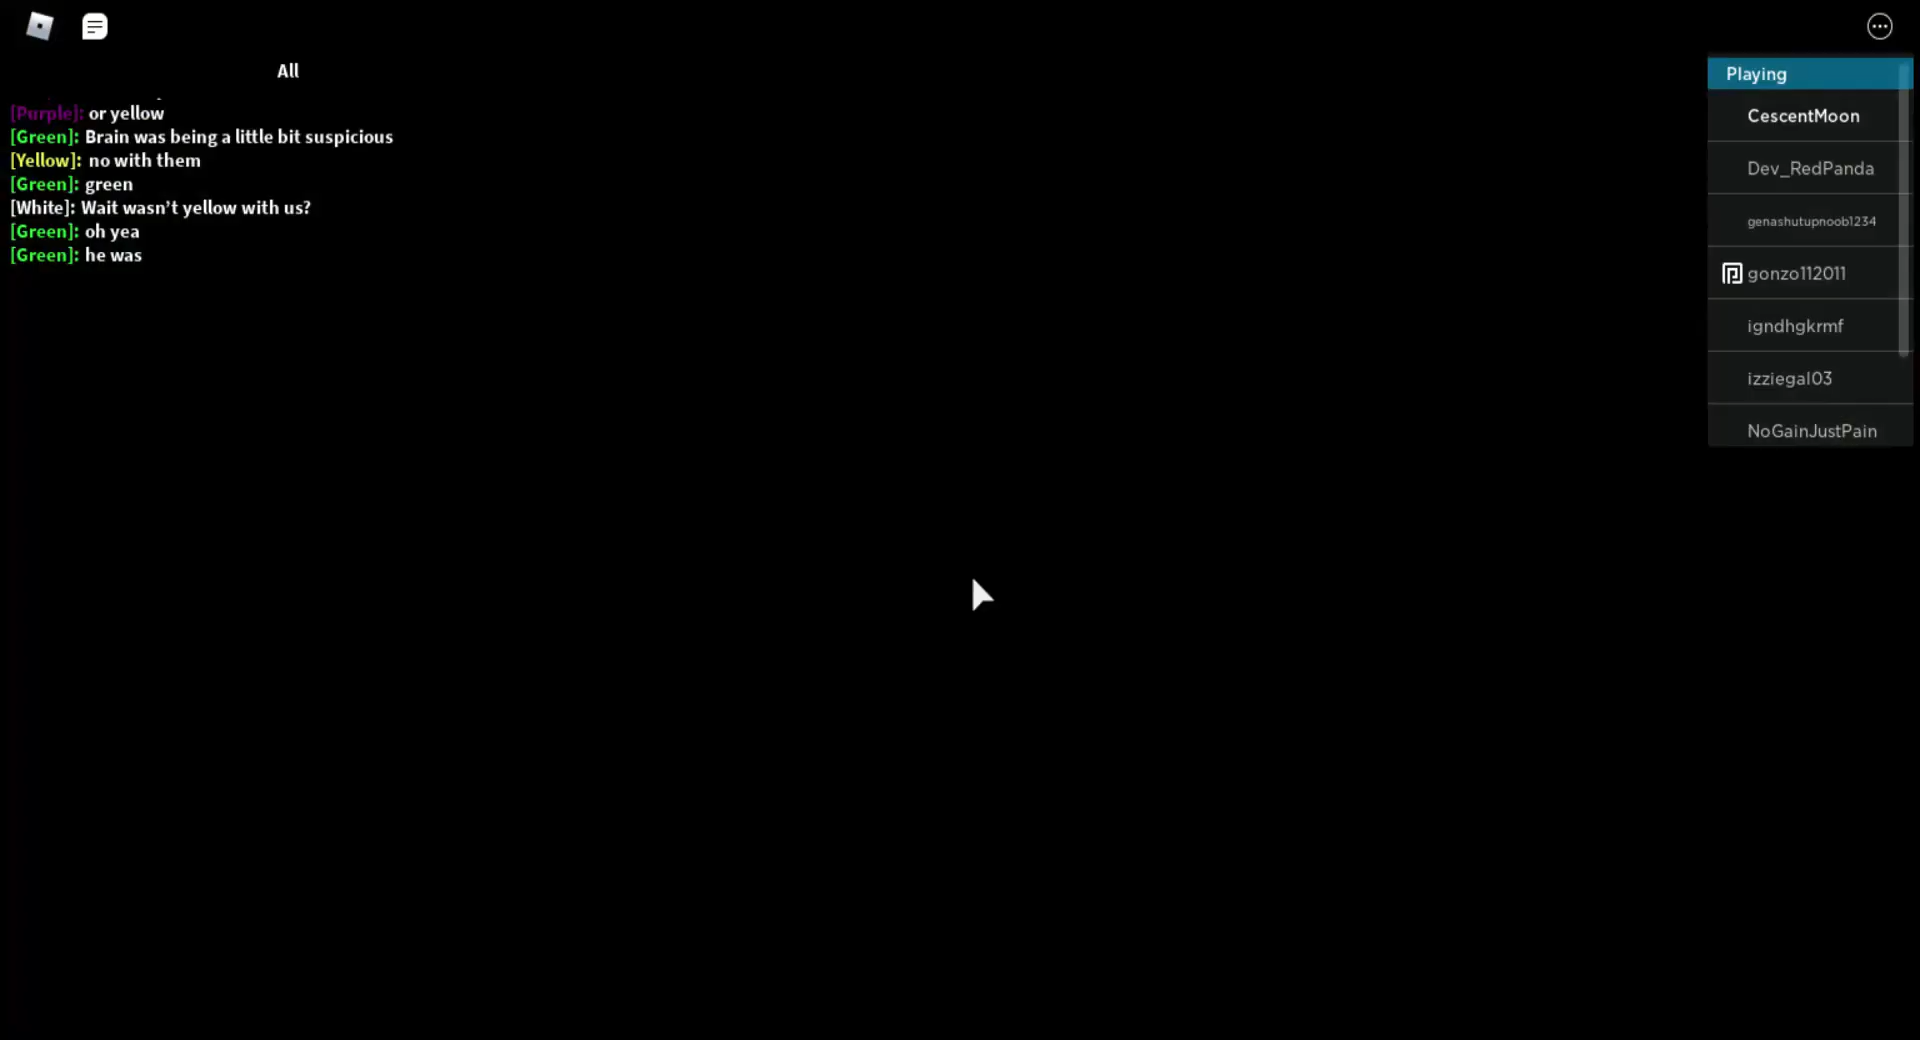 All
[Purple]: or yellow
[Green]: Brain was being a little bit suspicious
[Yellow]: no with them
[Green]: green
[White]: Wait wasn't yellow with us?
[Green]: oh yea
[Green]: he was
Playing
CescentMoon
Dev_RedPanda
genashutupnoob1234
gonzo112011
igndhgkrmf
izziegal03
NoGainJustPain